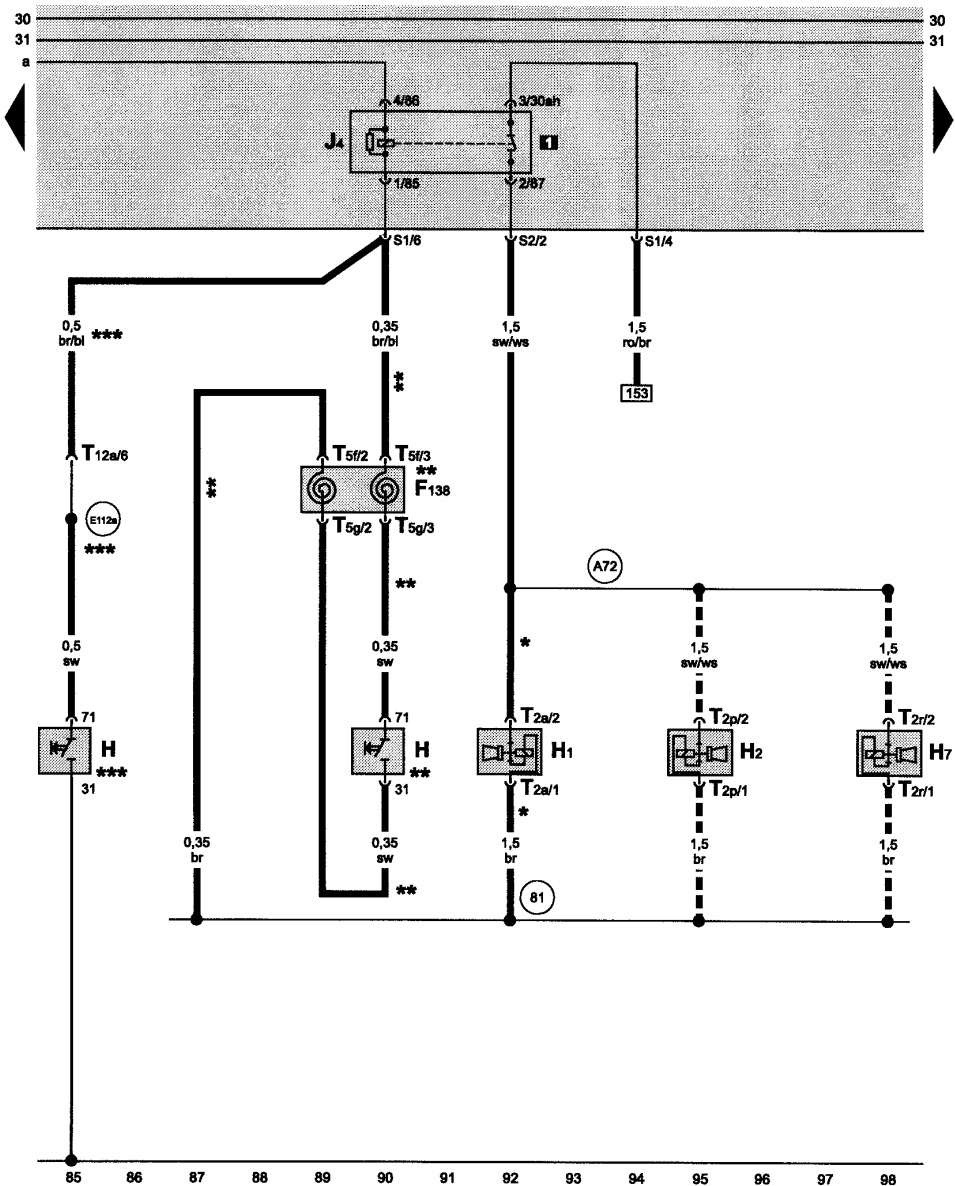 30 30
31 31
a
4/86 3/30ah
J4 1
1/85 2/87
S1/6 S2/2 S1/4
0,5 0,35 1,5 1,5
br/bl *** br/bl sw/ws ro/br
**
153
T12a/6 T5f/2 T5f/3
**
** F138
E112a T5g/2 T5g/3
***
A72
**
0,5 0,35 * 1,5 1,5
sw sw sw/ws sw/ws
71 71 T2a/2 T2p/2 T2r/2
H H H1 H2 H7
*** **
31 31 T2a/1 T2p/1 T2r/1
*
0,35 0,35 1,5 1,5 1,5
br sw br br br
** 81
85 86 87 88 89 90 91 92 93 94 95 96 97 98